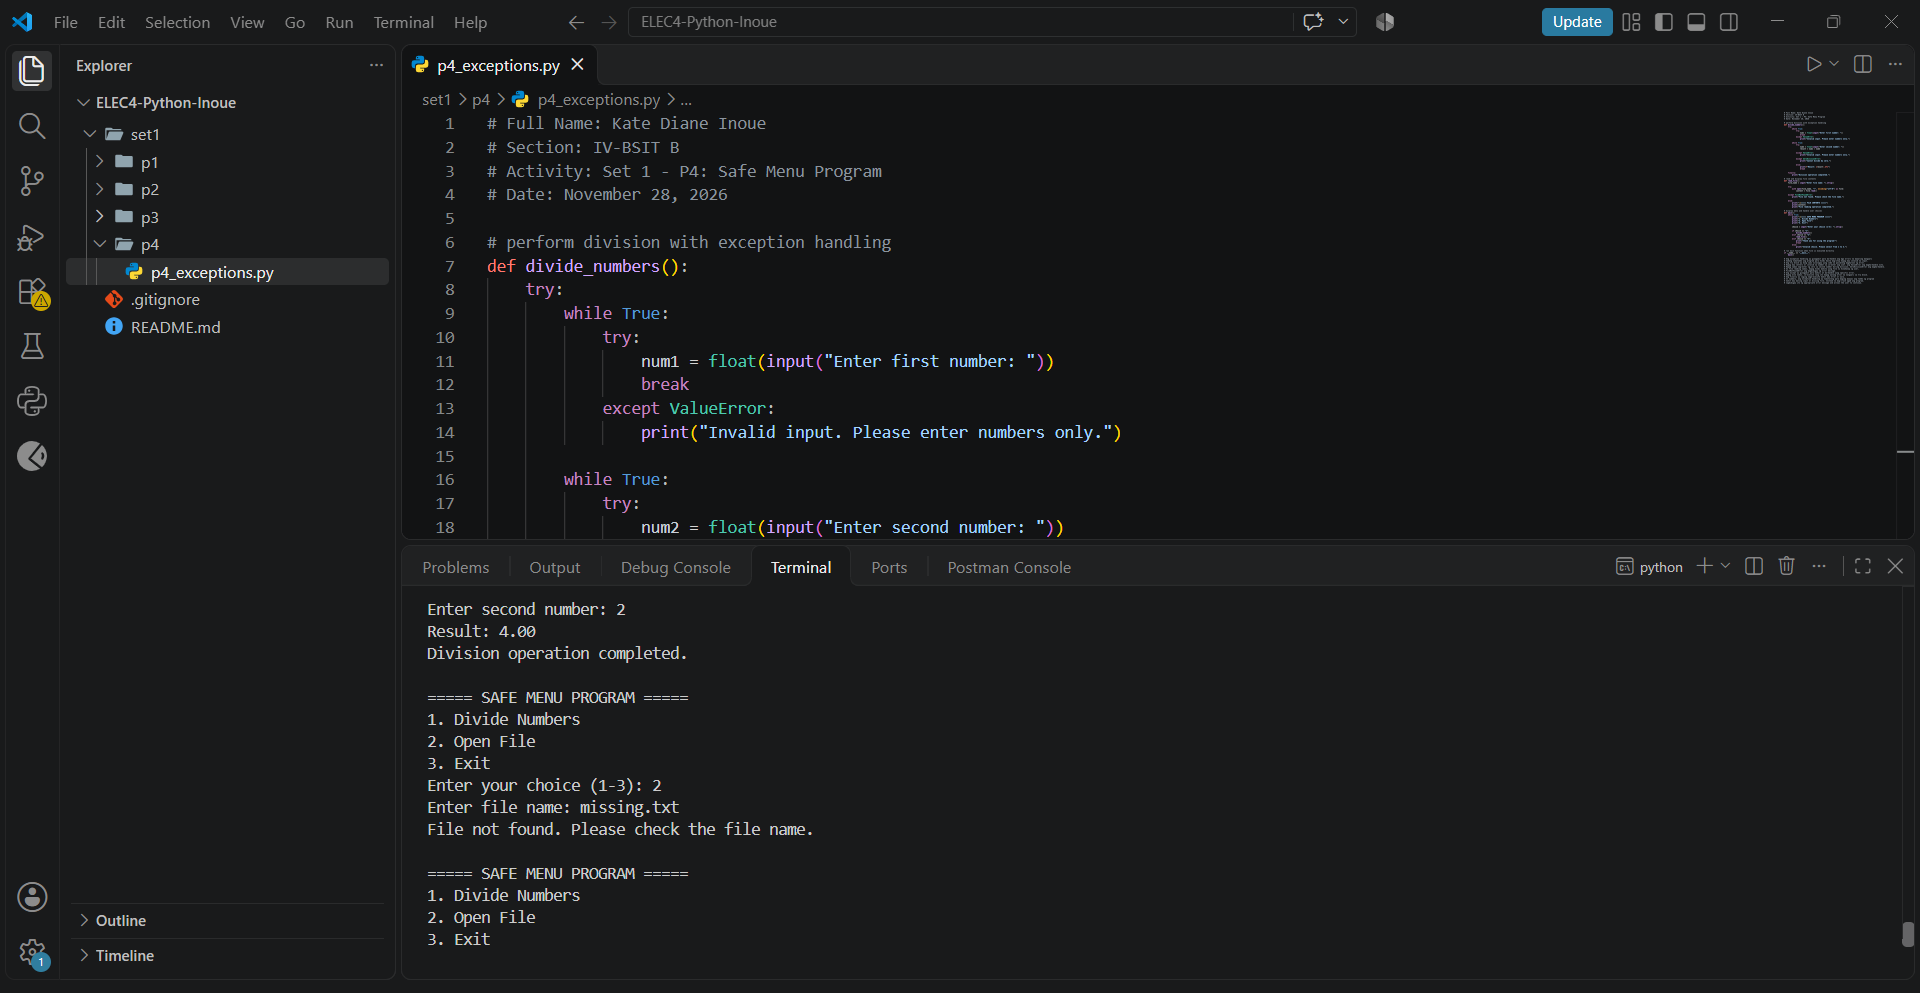 File Edit Selection View Go Run Terminal Help
ELEC4-Python-Inoue
Update
Explorer
ELEC4-Python-Inoue
set1
p1
p2
p3
p4
p4_exceptions.py
.gitignore
README.md
Outline
Timeline
1
p4_exceptions.py
set1 > p4 > p4_exceptions.py > ...
1 # Full Name: Kate Diane Inoue
2 # Section: IV-BSIT B
3 # Activity: Set 1 - P4: Safe Menu Program
4 # Date: November 28, 2026
5
6 # perform division with exception handling
7 def divide_numbers():
8 try:
9 while True:
10 try:
11 num1 = float(input("Enter first number: "))
12 break
13 except ValueError:
14 print("Invalid input. Please enter numbers only.")
15
16 while True:
17 try:
18 num2 = float(input("Enter second number: "))
Problems Output Debug Console Terminal Ports Postman Console
python
Enter second number: 2
Result: 4.00
Division operation completed.
===== SAFE MENU PROGRAM =====
1. Divide Numbers
2. Open File
3. Exit
Enter your choice (1-3): 2
Enter file name: missing.txt
File not found. Please check the file name.
===== SAFE MENU PROGRAM =====
1. Divide Numbers
2. Open File
3. Exit